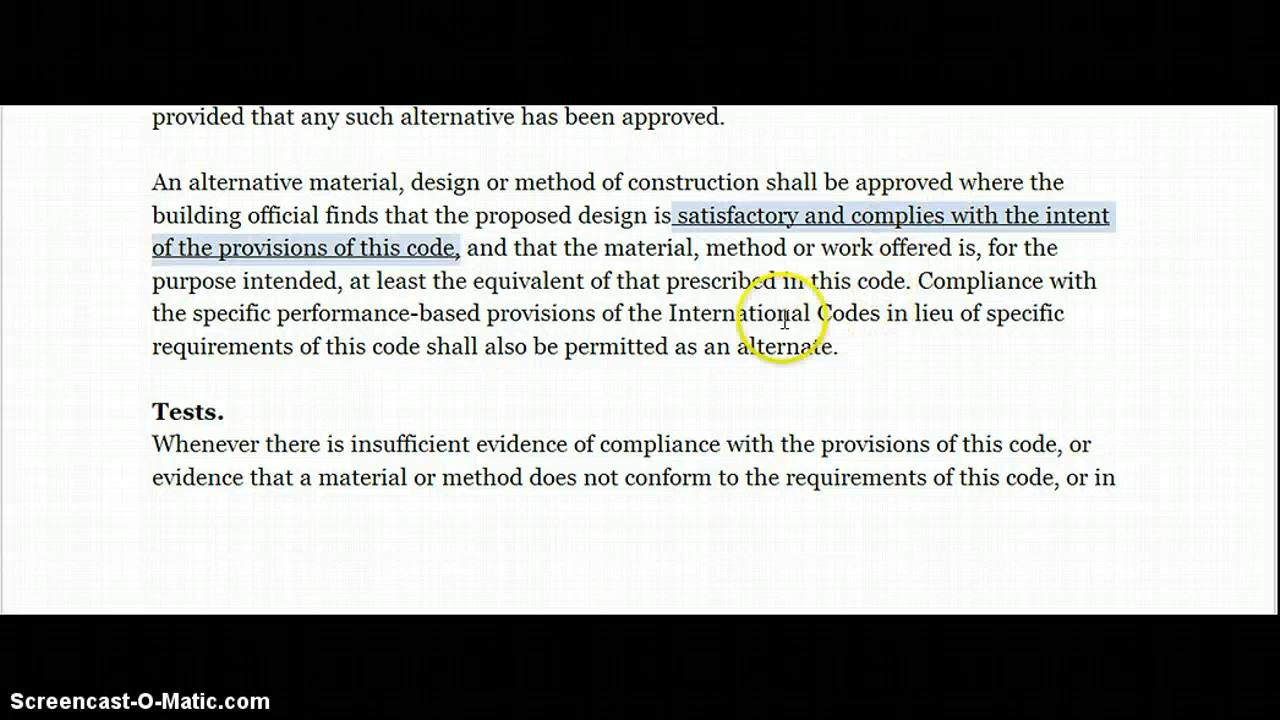 provided that any such alternative has been approved.
An alternative material, design or method of construction shall be approved where the
building official finds that the proposed design is satisfactory and complies with the intent
of the provisions of this code, and that the material, method or work offered is, for the
purpose intended, at least the equivalent of that prescribed in this code. Compliance with
the specific performance-based provisions of the International Codes in lieu of specific
requirements of this code shall also be permitted as an alternate.
Tests.
Whenever there is insufficient evidence of compliance with the provisions of this code, or
evidence that a material or method does not conform to the requirements of this code, or in
Screencast-O-Matic.com